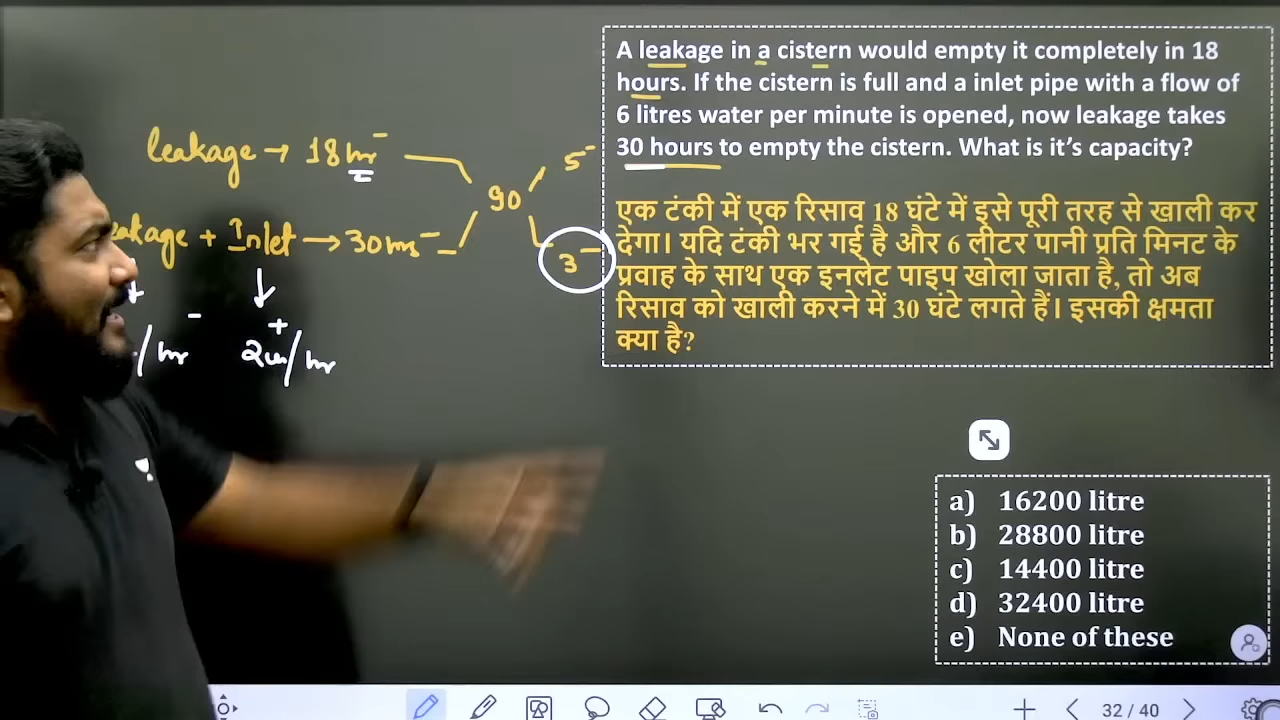 A leakage in a cistern would empty it completely in 18
hours. If the cistern is full and a inlet pipe with a flow of
6 litres water per minute is opened, now leakage takes
30 hours to empty the cistern. What is it's capacity?
एक टंकी में एक रिसाव 18 घंटे में इसे पूरी तरह से खाली कर
देगा। यदि टंकी भर गई है और 6 लीटर पानी प्रति मिनट के
प्रवाह के साथ एक इनलेट पाइप खोला जाता है, तो अब
रिसाव को खाली करने में 30 घंटे लगते हैं। इसकी क्षमता
क्या है?
leakage → 18hr⁻
90
5⁻
+ Inlet → 30hrs⁻
3⁻
+
/hr
/hr
a) 16200 litre
b) 28800 litre
c) 14400 litre
d) 32400 litre
e) None of these
32 / 40